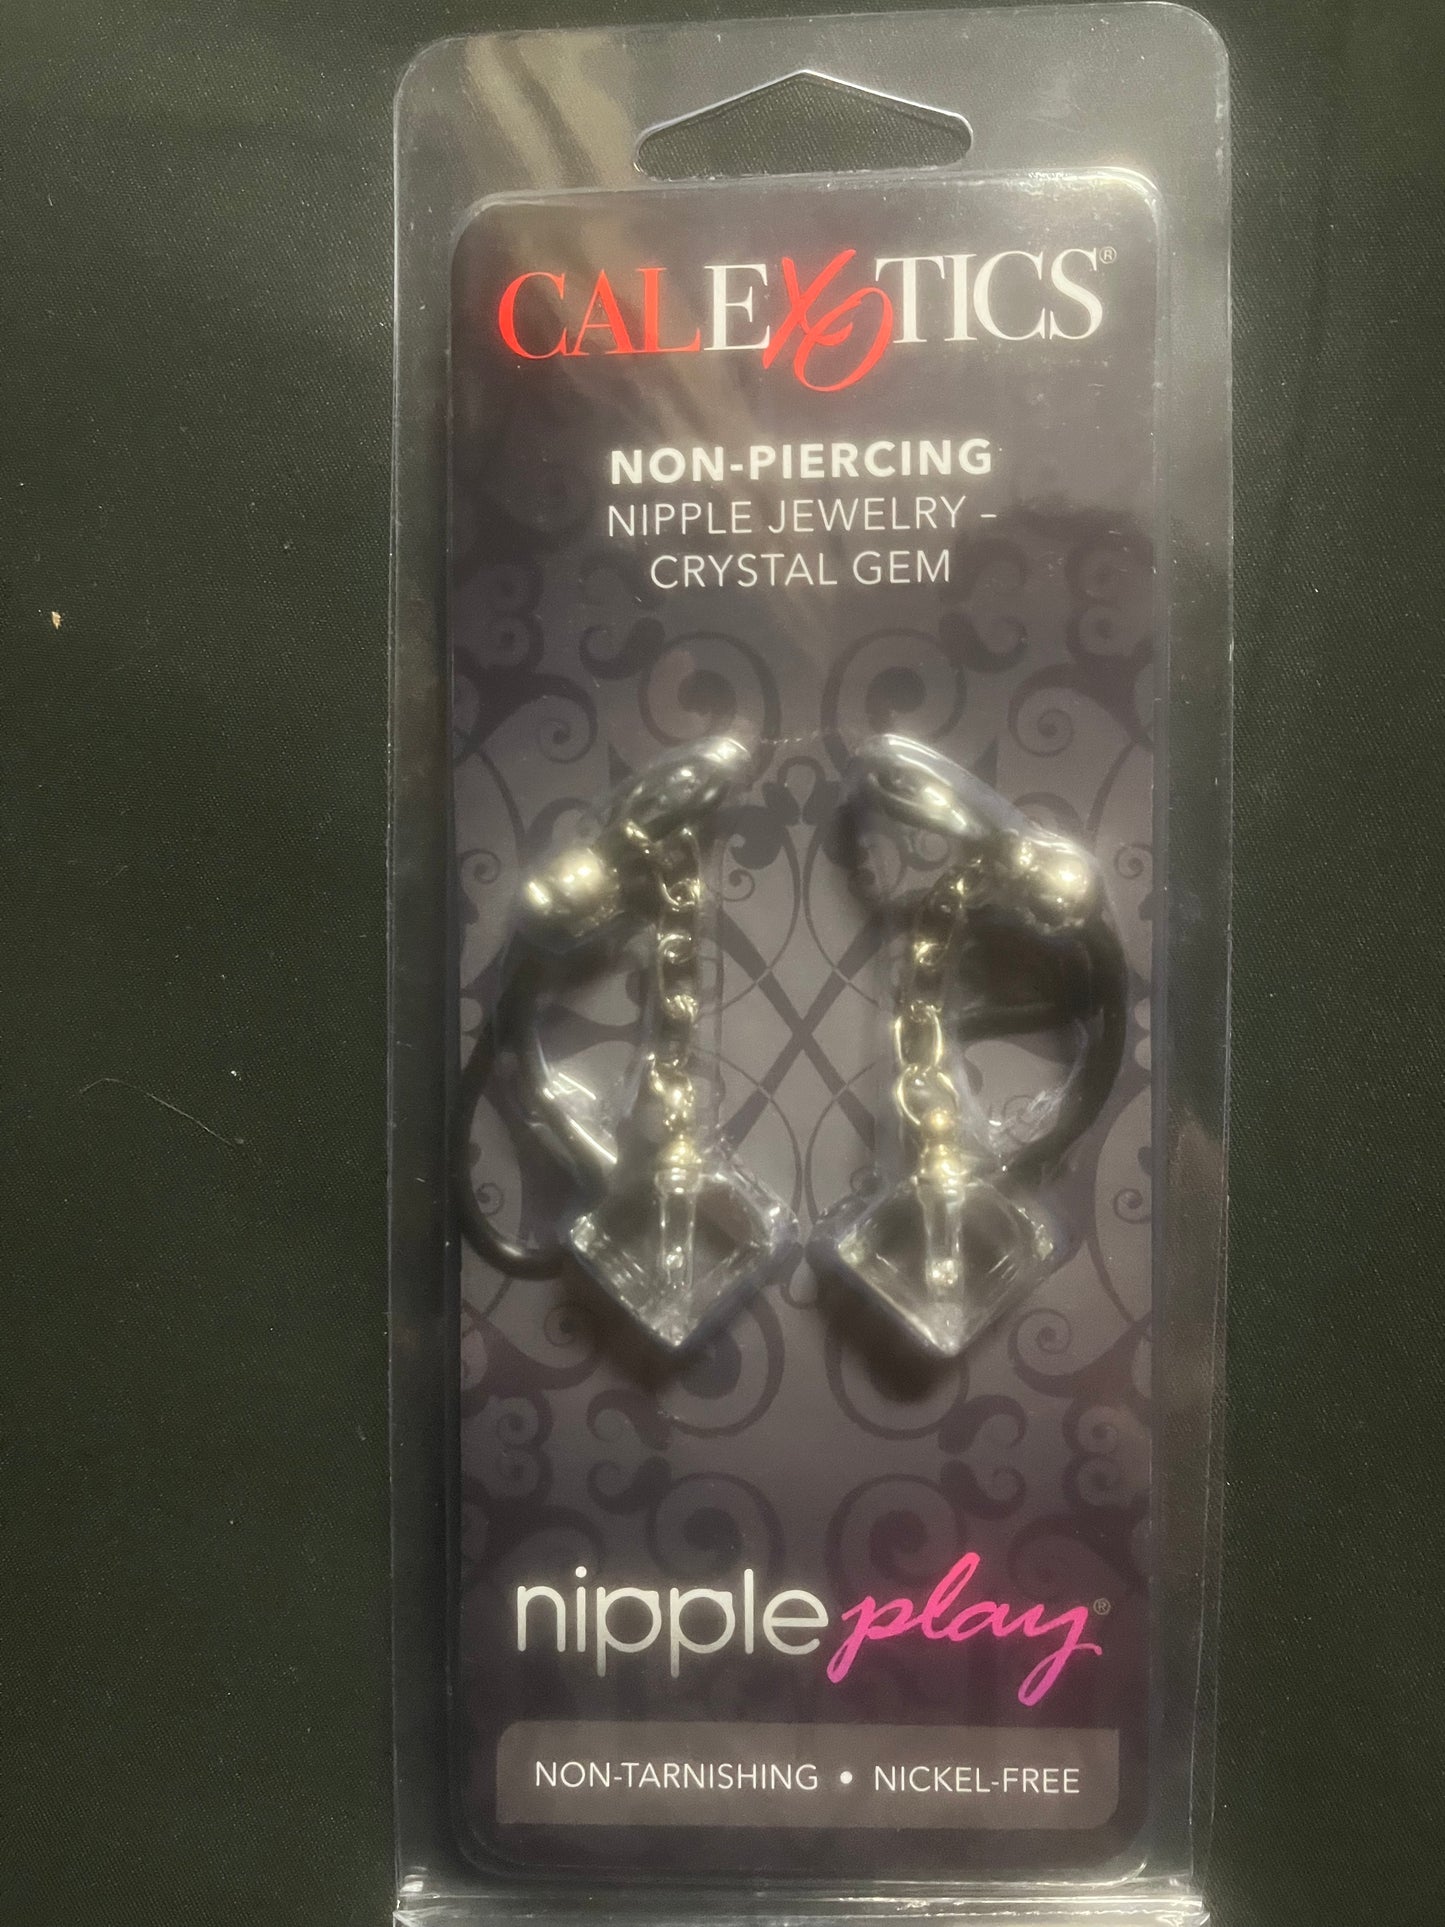 CALEXOTICS®
NON-PIERCING
NIPPLE JEWELRY –
CRYSTAL GEM
nipple play®
NON-TARNISHING • NICKEL-FREE